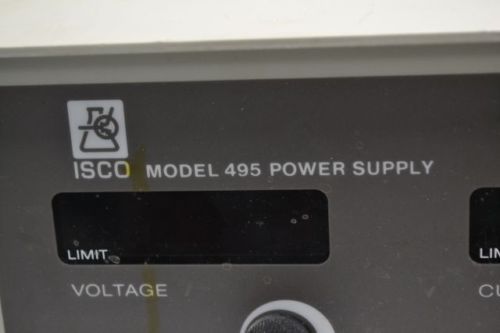 ISCO MODEL 495 POWER SUPPLY
LIMIT
VOLTAGE